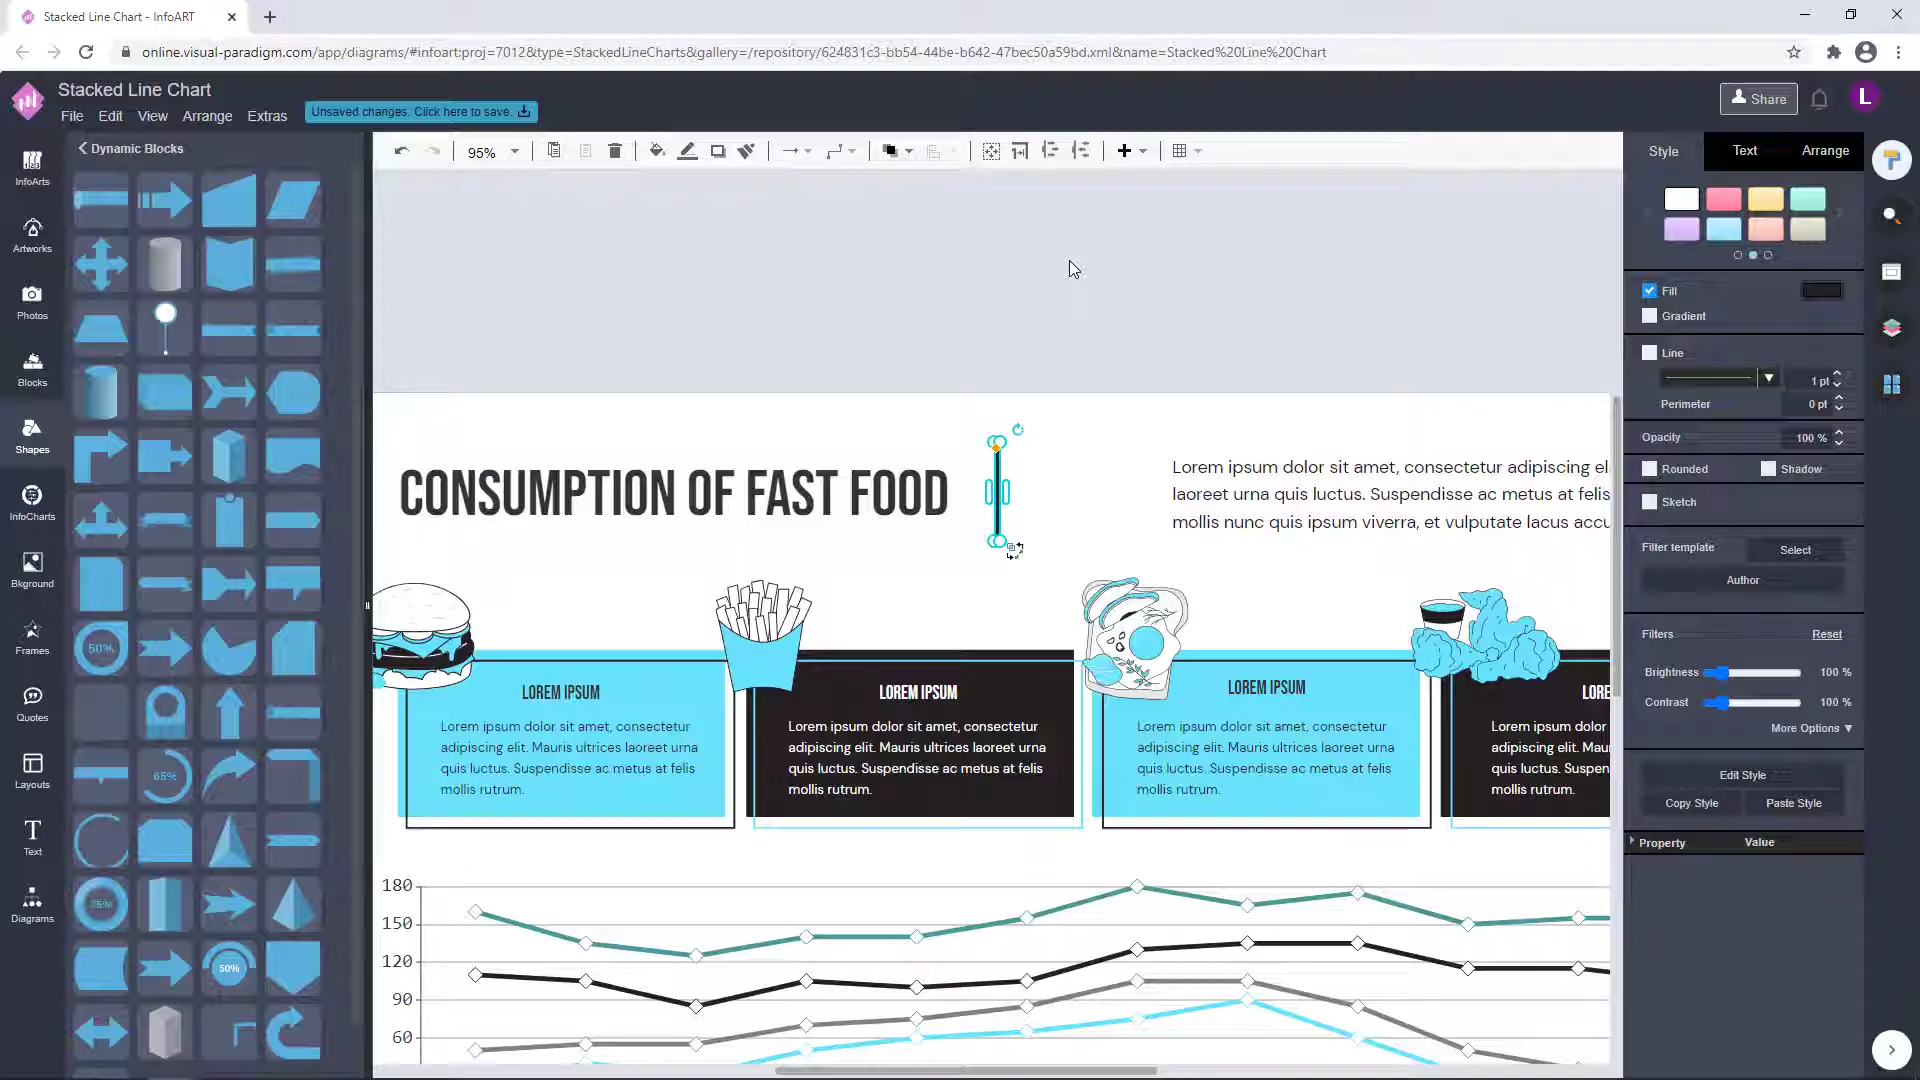 Stacked Line Chart - InfoART
online.visual-paradigm.com/app/diagrams/#infoart:proj=7012&type=StackedLineCharts&gallery=/repository/624831c3-bb54-44be-b642-47bec50a59bd.xml&name=Stacked%20Line%20Chart
Stacked Line Chart
File Edit View Arrange Extras
Unsaved changes. Click here to save.
Share
L
Dynamic Blocks
95%
Style Text Arrange
InfoArts
Artworks
Photos
Blocks
Shapes
InfoCharts
Bkground
Frames
Quotes
Layouts
Text
Diagrams
50%
65%
75%
50%
CONSUMPTION OF FAST FOOD
Lorem ipsum dolor sit amet, consectetur adipiscing el
laoreet urna quis luctus. Suspendisse ac metus at felis
mollis nunc quis ipsum viverra, et vulputate lacus accu
LOREM IPSUM
Lorem ipsum dolor sit amet, consectetur
adipiscing elit. Mauris ultrices laoreet urna
quis luctus. Suspendisse ac metus at felis
mollis rutrum.
LOREM IPSUM
Lorem ipsum dolor sit amet, consectetur
adipiscing elit. Mauris ultrices laoreet urna
quis luctus. Suspendisse ac metus at felis
mollis rutrum.
LOREM IPSUM
Lorem ipsum dolor sit amet, consectetur
adipiscing elit. Mauris ultrices laoreet urna
quis luctus. Suspendisse ac metus at felis
mollis rutrum.
LORE
Lorem ipsum do
adipiscing elit. M
quis luctus. Suspen
mollis rutrum.
180
150
120
90
60
Fill
Gradient
Line
1 pt
Perimeter 0 pt
Opacity 100 %
Rounded Shadow
Sketch
Filter template Select
Author
Filters Reset
Brightness 100 %
Contrast 100 %
More Options
Edit Style
Copy Style Paste Style
Property Value